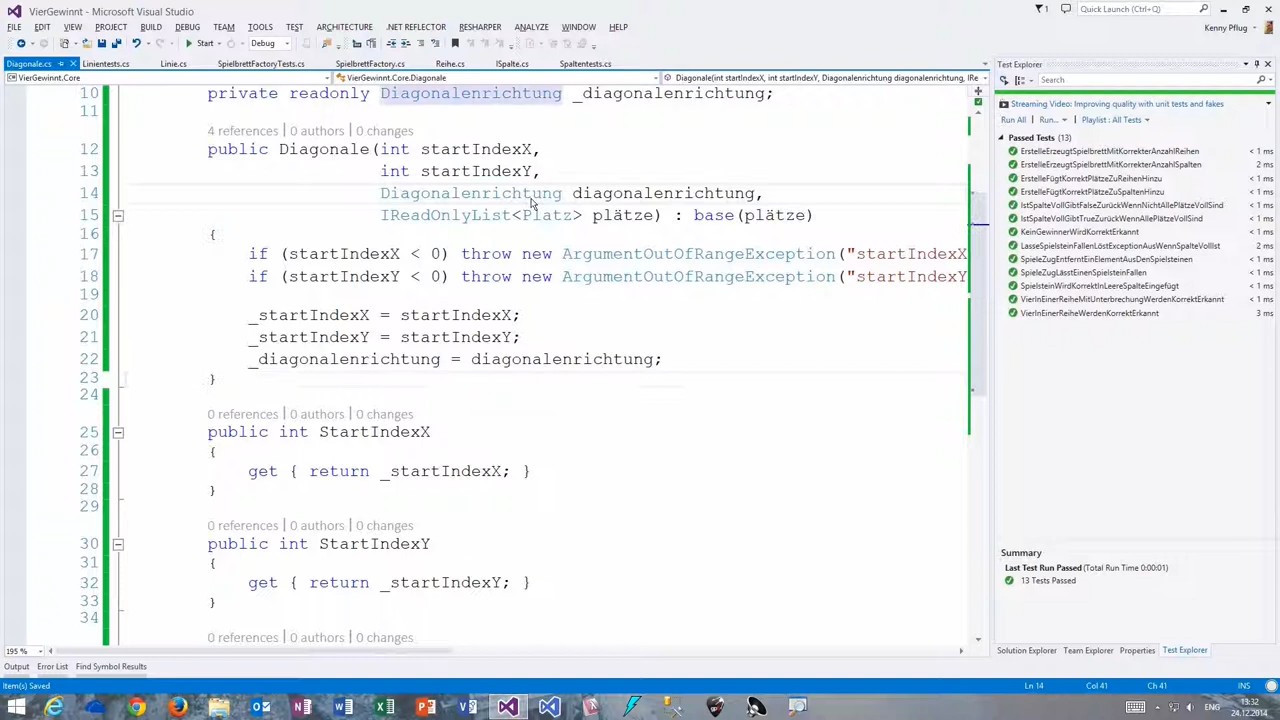 VierGewinnt - Microsoft Visual Studio
1
Quick Launch (Ctrl+Q)
FILE EDIT VIEW PROJECT BUILD DEBUG TEAM TOOLS TEST ARCHITECTURE .NET REFLECTOR RESHARPER ANALYZE WINDOW HELP
Kenny Pflug
Start Debug
Diagonale.cs Linientests.cs Linie.cs SpielbrettFactoryTests.cs SpielbrettFactory.cs Reihe.cs ISpalte.cs Spaltentests.cs
VierGewinnt.Core VierGewinnt.Core.Diagonale Diagonale(int startIndexX, int startIndexY, Diagonalenrichtung diagonalenrichtung, IRe
10 private readonly Diagonalenrichtung _diagonalenrichtung;
11
4 references | 0 authors | 0 changes
12 public Diagonale(int startIndexX,
13 int startIndexY,
14 Diagonalenrichtung diagonalenrichtung,
15 IReadOnlyList<Platz> plätze) : base(plätze)
16 {
17 if (startIndexX < 0) throw new ArgumentOutOfRangeException("startIndexX
18 if (startIndexY < 0) throw new ArgumentOutOfRangeException("startIndexY
19
20 _startIndexX = startIndexX;
21 _startIndexY = startIndexY;
22 _diagonalenrichtung = diagonalenrichtung;
23 }
24
0 references | 0 authors | 0 changes
25 public int StartIndexX
26 {
27 get { return _startIndexX; }
28 }
29
0 references | 0 authors | 0 changes
30 public int StartIndexY
31 {
32 get { return _startIndexY; }
33 }
34
0 references | 0 authors | 0 changes
195 %
Test Explorer
Search
Streaming Video: Improving quality with unit tests and fakes
Run All Run... Playlist : All Tests
Passed Tests (13)
ErstelleErzeugtSpielbrettMitKorrekterAnzahlReihen < 1 ms
ErstelleErzeugtSpielbrettMitKorrekterAnzahlSpalten 2 ms
ErstelleFügtKorrektPlätzeZuReihenHinzu < 1 ms
ErstelleFügtKorrektPlätzeZuSpaltenHinzu < 1 ms
IstSpalteVollGibtFalseZurückWennNichtAllePlätzeVollSind < 1 ms
IstSpalteVollGibtTrueZurückWennAllePlätzeVollSind < 1 ms
KeinGewinnerWirdKorrektErkannt < 1 ms
LasseSpielsteinFallenLöstExceptionAusWennSpalteVollIst 2 ms
SpieleZugEntferntEinElementAusDenSpielsteinen < 1 ms
SpieleZugLässtEinenSpielsteinFallen < 1 ms
SpielsteinWirdKorrektInLeereSpalteEingefügt < 1 ms
VierInEinerReiheMitUnterbrechungWerdenKorrektErkannt < 1 ms
VierInEinerReiheWerdenKorrektErkannt 3 ms
Summary
Last Test Run Passed (Total Run Time 0:00:01)
13 Tests Passed
Solution Explorer Team Explorer Properties Test Explorer
Output Error List Find Symbol Results
Item(s) Saved Ln 14 Col 41 Ch 41 INS
ENG
13:32
24.12.2014